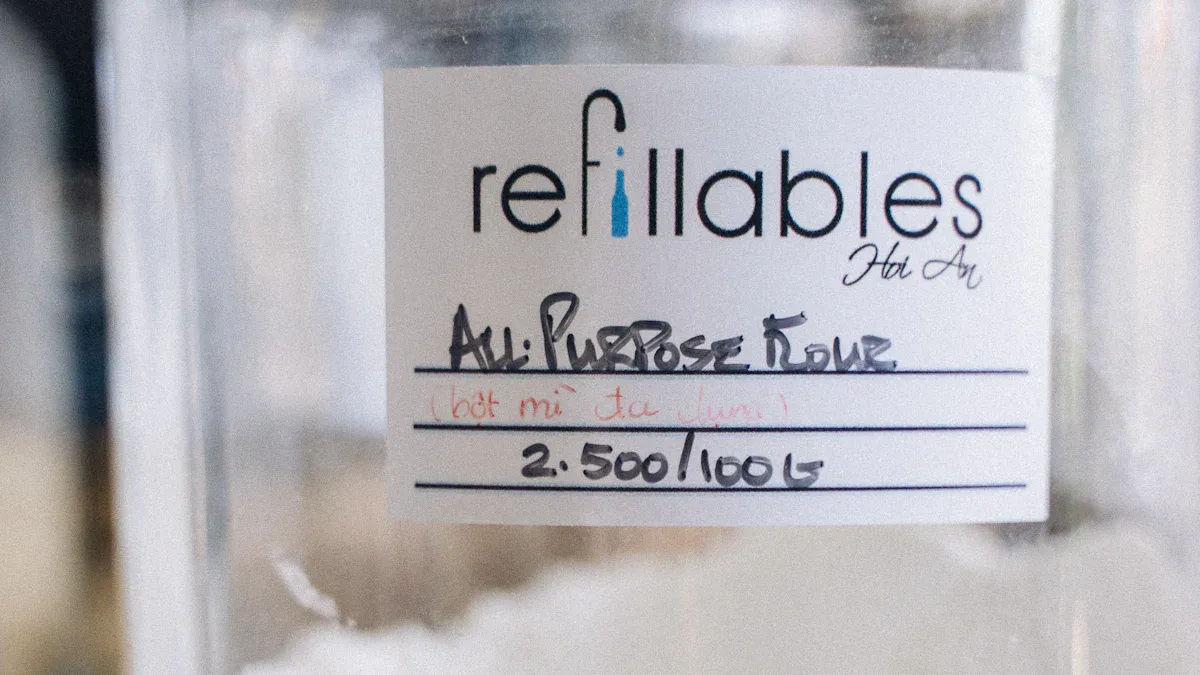 refillables
Hoi An
ALL-PURPOSE FLOUR
(bột mì đa dụng)
2.500/100G